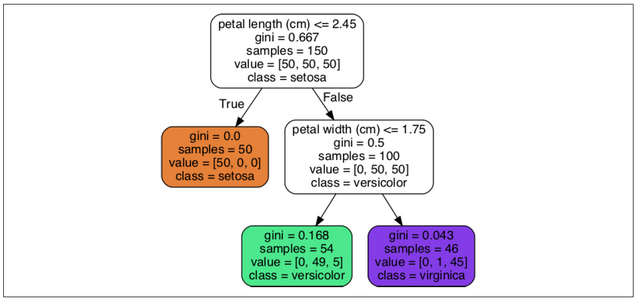 petal length (cm) <= 2.45
gini = 0.667
samples = 150
value = [50, 50, 50]
class = setosa
True
False
gini = 0.0
samples = 50
value = [50, 0, 0]
class = setosa
petal width (cm) <= 1.75
gini = 0.5
samples = 100
value = [0, 50, 50]
class = versicolor
gini = 0.168
samples = 54
value = [0, 49, 5]
class = versicolor
gini = 0.043
samples = 46
value = [0, 1, 45]
class = virginica